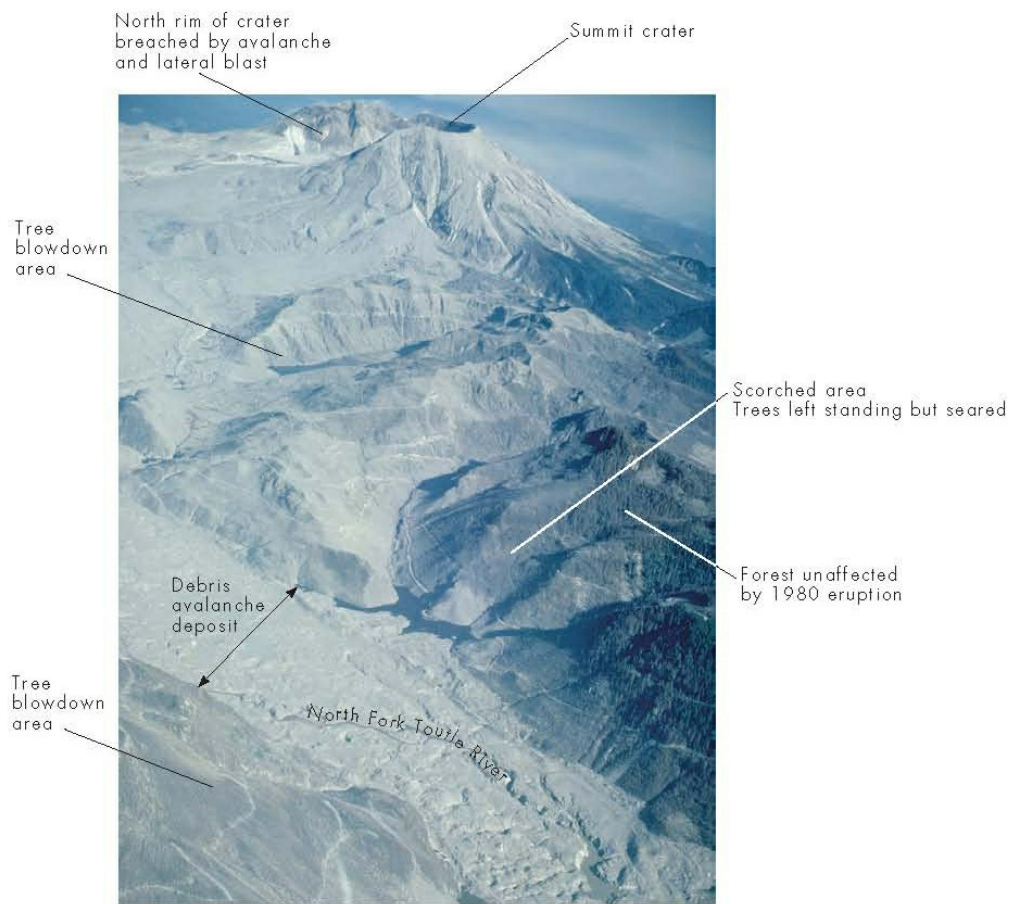 North rim of crater
breached by avalanche
and lateral blast
Summit crater
Tree
blowdown
area
Scorched area
Trees left standing but seared
Forest unaffected
by 1980 eruption
Debris
avalanche
deposit
Tree
blowdown
area
North Fork Toutle River